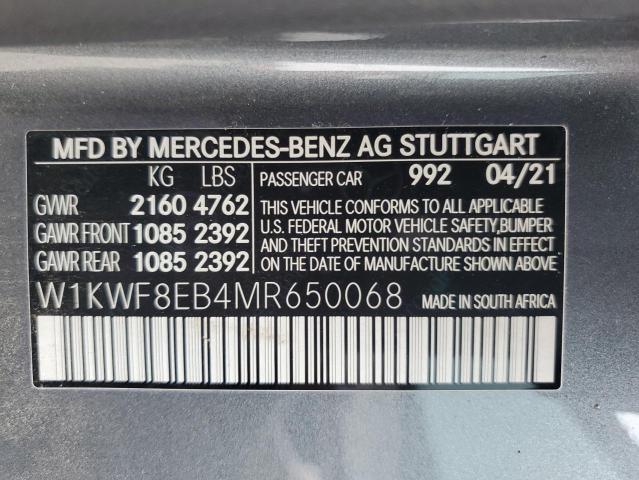 MFD BY MERCEDES-BENZ AG STUTTGART
KG LBS
GVWR 2160 4762
GAWR FRONT 1085 2392
GAWR REAR 1085 2392
PASSENGER CAR 992 04/21
THIS VEHICLE CONFORMS TO ALL APPLICABLE
U.S. FEDERAL MOTOR VEHICLE SAFETY,BUMPER
AND THEFT PREVENTION STANDARDS IN EFFECT
ON THE DATE OF MANUFACTURE SHOWN ABOVE.
W1KWF8EB4MR650068 MADE IN SOUTH AFRICA